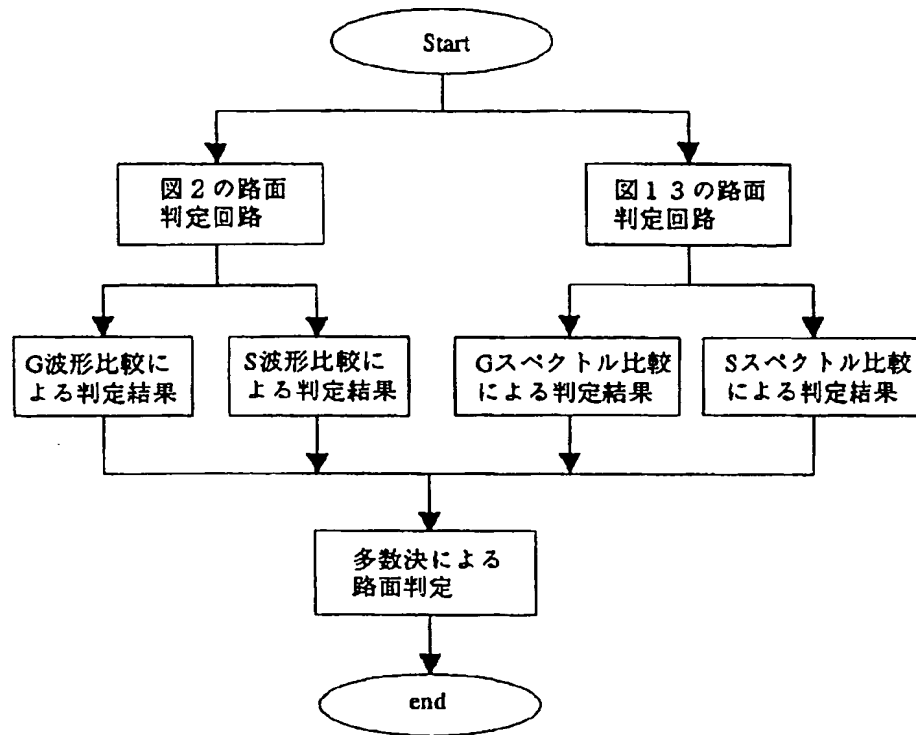 Start
図2の路面
判定回路
図13の路面
判定回路
G波形比較に
よる判定結果
S波形比較に
よる判定結果
Gスペクトル比較
による判定結果
Sスペクトル比較
による判定結果
多数決による
路面判定
end